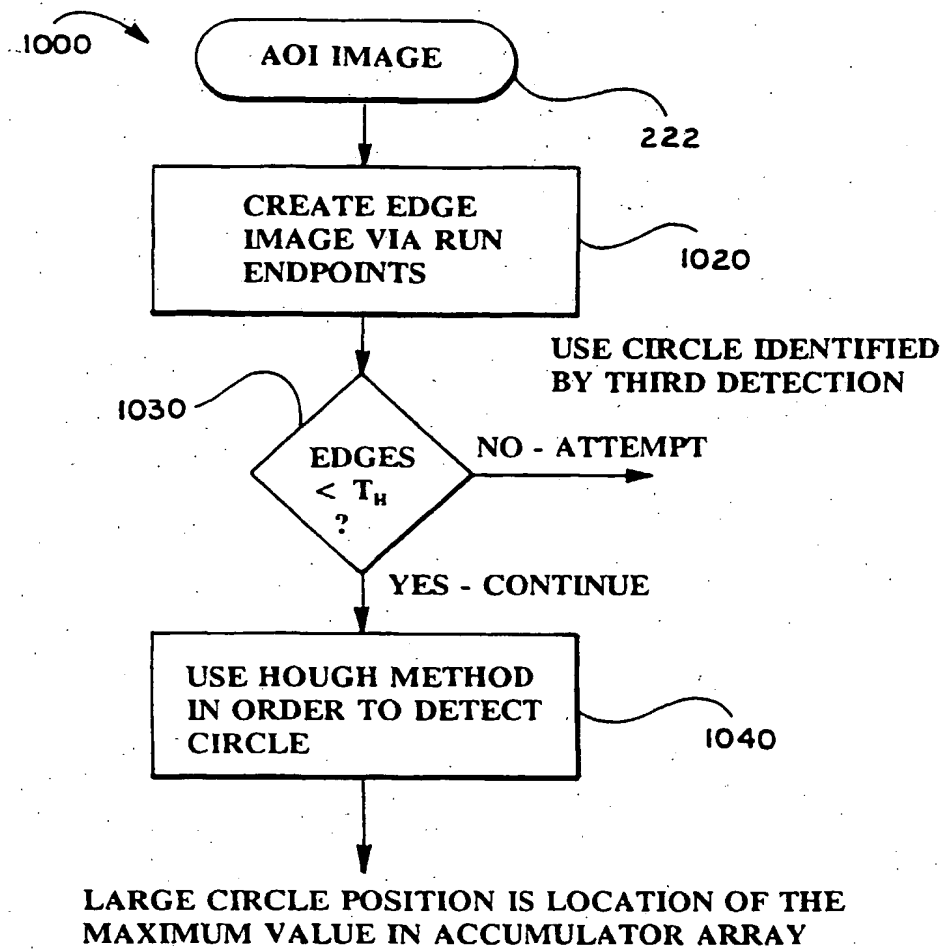 1000
AOI IMAGE
222
CREATE EDGE
IMAGE VIA RUN
ENDPOINTS
1020
USE CIRCLE IDENTIFIED
BY THIRD DETECTION
1030
EDGES
< T_H
?
NO - ATTEMPT
YES - CONTINUE
USE HOUGH METHOD
IN ORDER TO DETECT
CIRCLE
1040
LARGE CIRCLE POSITION IS LOCATION OF THE
MAXIMUM VALUE IN ACCUMULATOR ARRAY